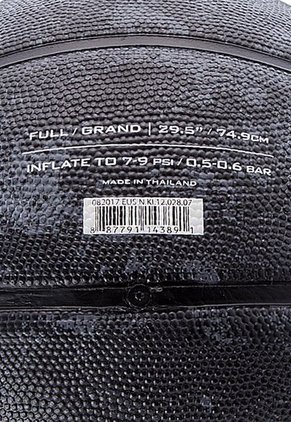 FULL / GRAND | 29.5" / 74.9CM
INFLATE TO 7-9 PSI / 0.5-0.6 BAR
MADE IN THAILAND
082017 EUS N.KI.12.028.07
8 87791 14389 1